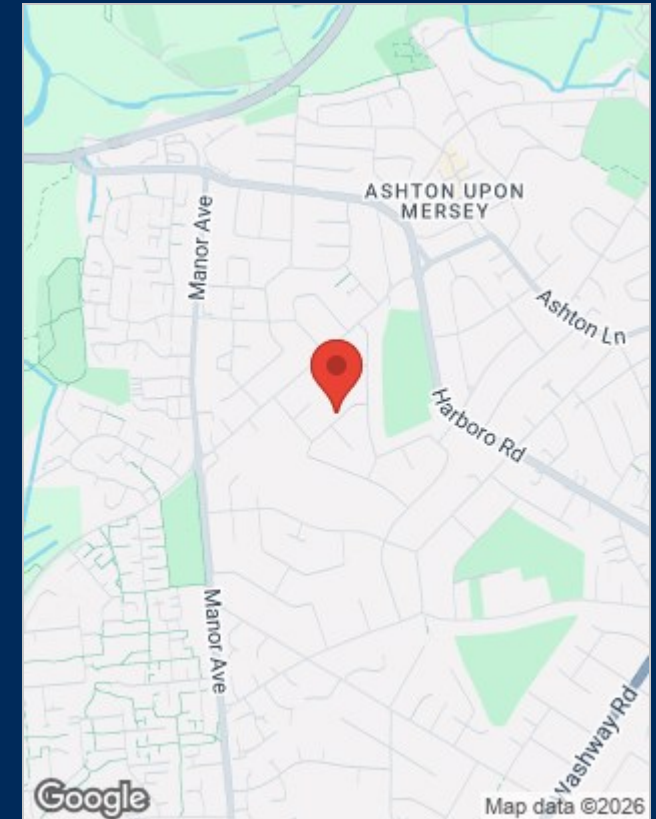 ASHTON UPON
MERSEY
Manor Ave
Ashton Ln
Harboro Rd
Manor Ave
Washway Rd
Google
Map data ©2026